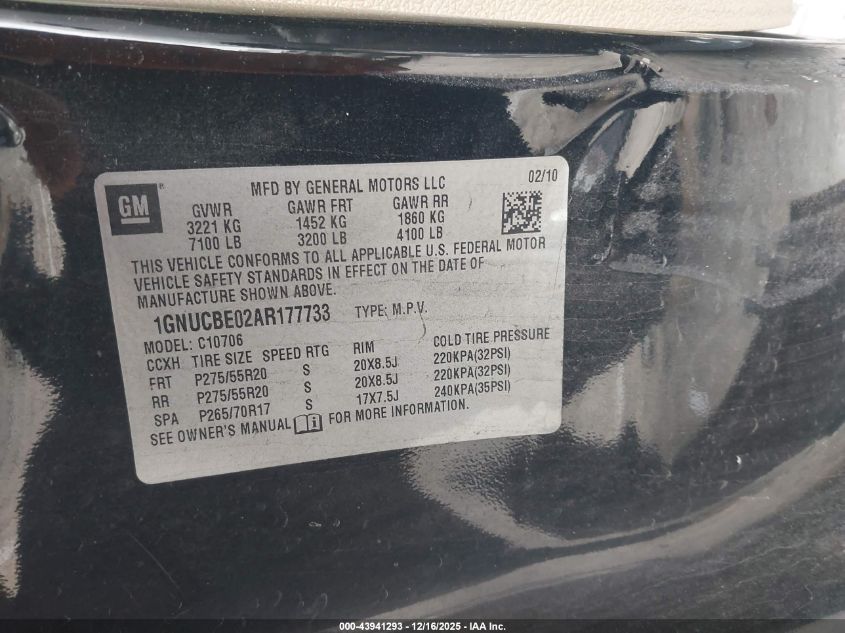 GM ®
MFD BY GENERAL MOTORS LLC 02/10
GVWR GAWR FRT GAWR RR
3221 KG 1452 KG 1860 KG
7100 LB 3200 LB 4100 LB
THIS VEHICLE CONFORMS TO ALL APPLICABLE U.S. FEDERAL MOTOR
VEHICLE SAFETY STANDARDS IN EFFECT ON THE DATE OF
MANUFACTURE SHOWN ABOVE.
1GNUCBE02AR177733 TYPE: M.P.V.
MODEL: C10706
CCXH TIRE SIZE SPEED RTG RIM COLD TIRE PRESSURE
FRT P275/55R20 S 20X8.5J 220KPA(32PSI)
RR P275/55R20 S 20X8.5J 220KPA(32PSI)
SPA P265/70R17 S 17X7.5J 240KPA(35PSI)
SEE OWNER'S MANUAL i FOR MORE INFORMATION.
000-43941293 - 12/16/2025 - IAA Inc.